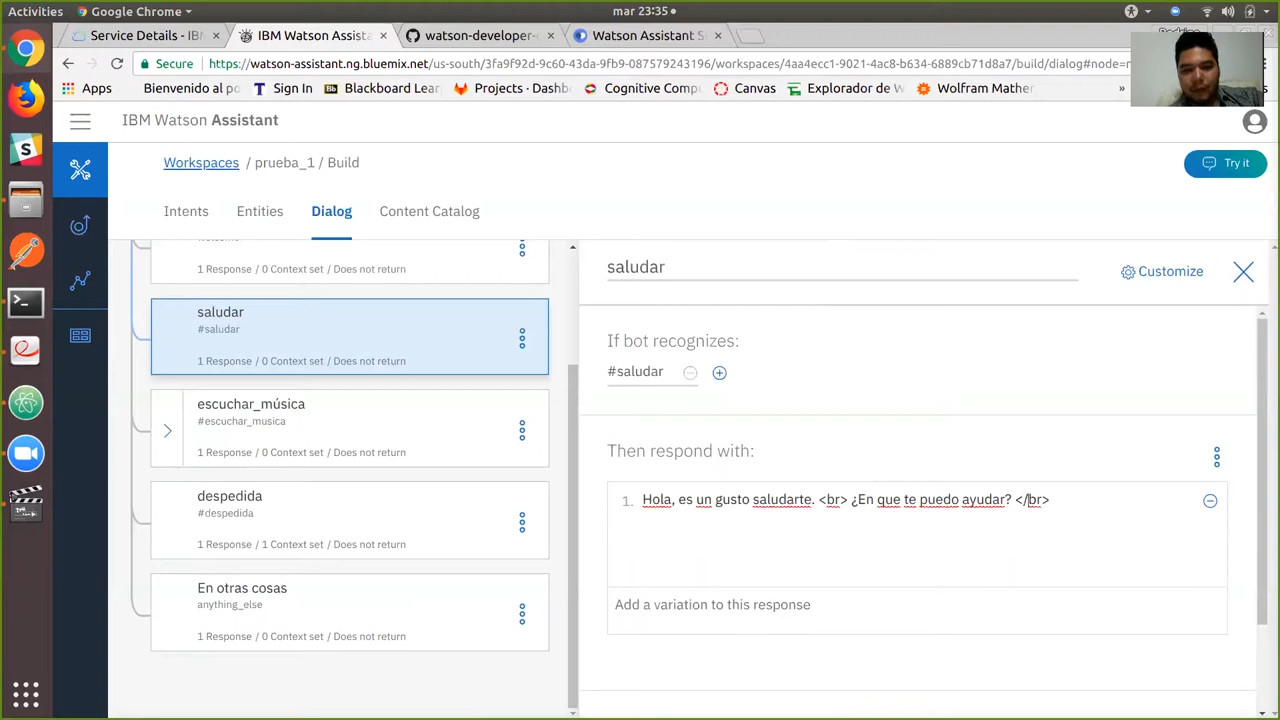 Activities Google Chrome mar 23:35
Service Details - IBM × IBM Watson Assista × watson-developer- × Watson Assistant S ×
Secure https://watson-assistant.ng.bluemix.net/us-south/3fa9f92d-9c60-43da-9fb9-087579243196/workspaces/4aa4ecc1-9021-4ac8-b634-6889cb71d8a7/build/dialog#node=
Apps Bienvenido al po Sign In Blackboard Lear Projects · Dashb Cognitive Compu Canvas Explorador de W Wolfram Mathe »
IBM Watson Assistant
Workspaces / prueba_1 / Build
Try it
Intents Entities Dialog Content Catalog
1 Response / 0 Context set / Does not return
saludar
#saludar
1 Response / 0 Context set / Does not return
escuchar_música
#escuchar_musica
1 Response / 0 Context set / Does not return
despedida
#despedida
1 Response / 1 Context set / Does not return
En otras cosas
anything_else
1 Response / 0 Context set / Does not return
saludar
Customize
If bot recognizes:
#saludar
Then respond with:
1. Hola, es un gusto saludarte. <br> ¿En que te puedo ayudar? </br>
Add a variation to this response